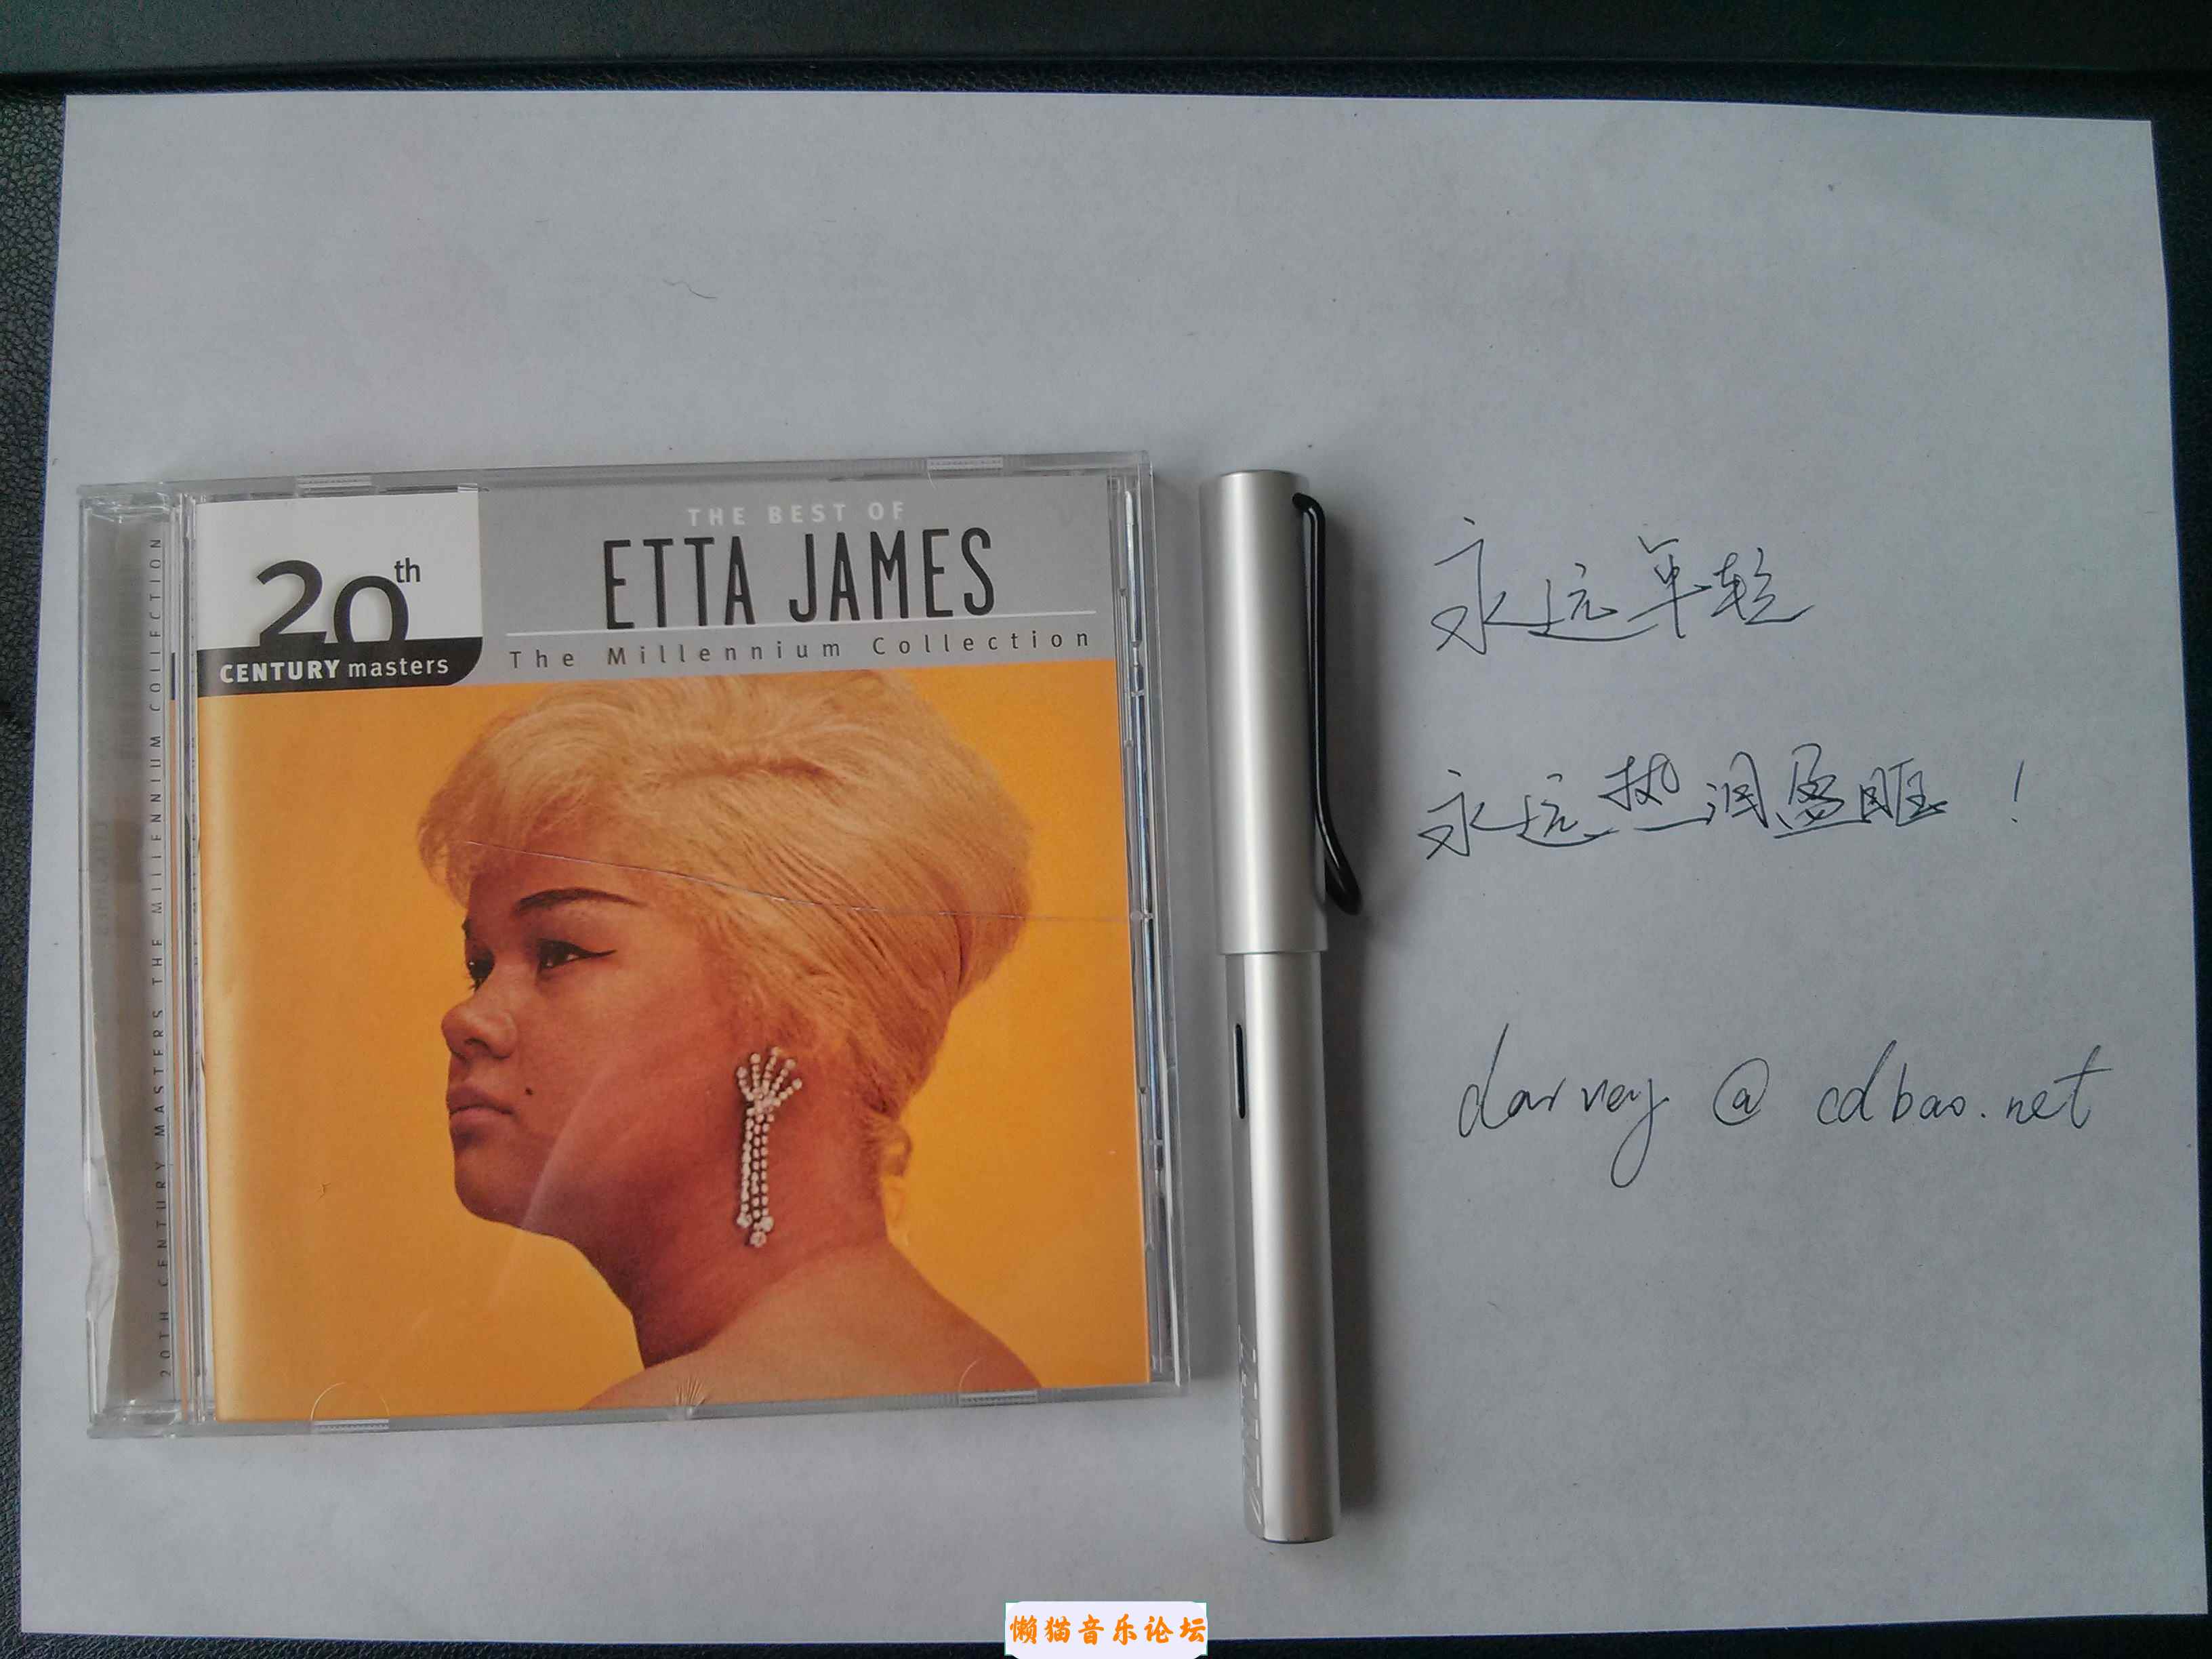 20TH CENTURY MASTERS THE MILLENNIUM COLLECTION
20th
CENTURY masters
THE BEST OF
ETTA JAMES
The Millennium Collection
永远年轻
永远热泪盈眶！
darvey @ cdbao.net
懒猫音乐论坛